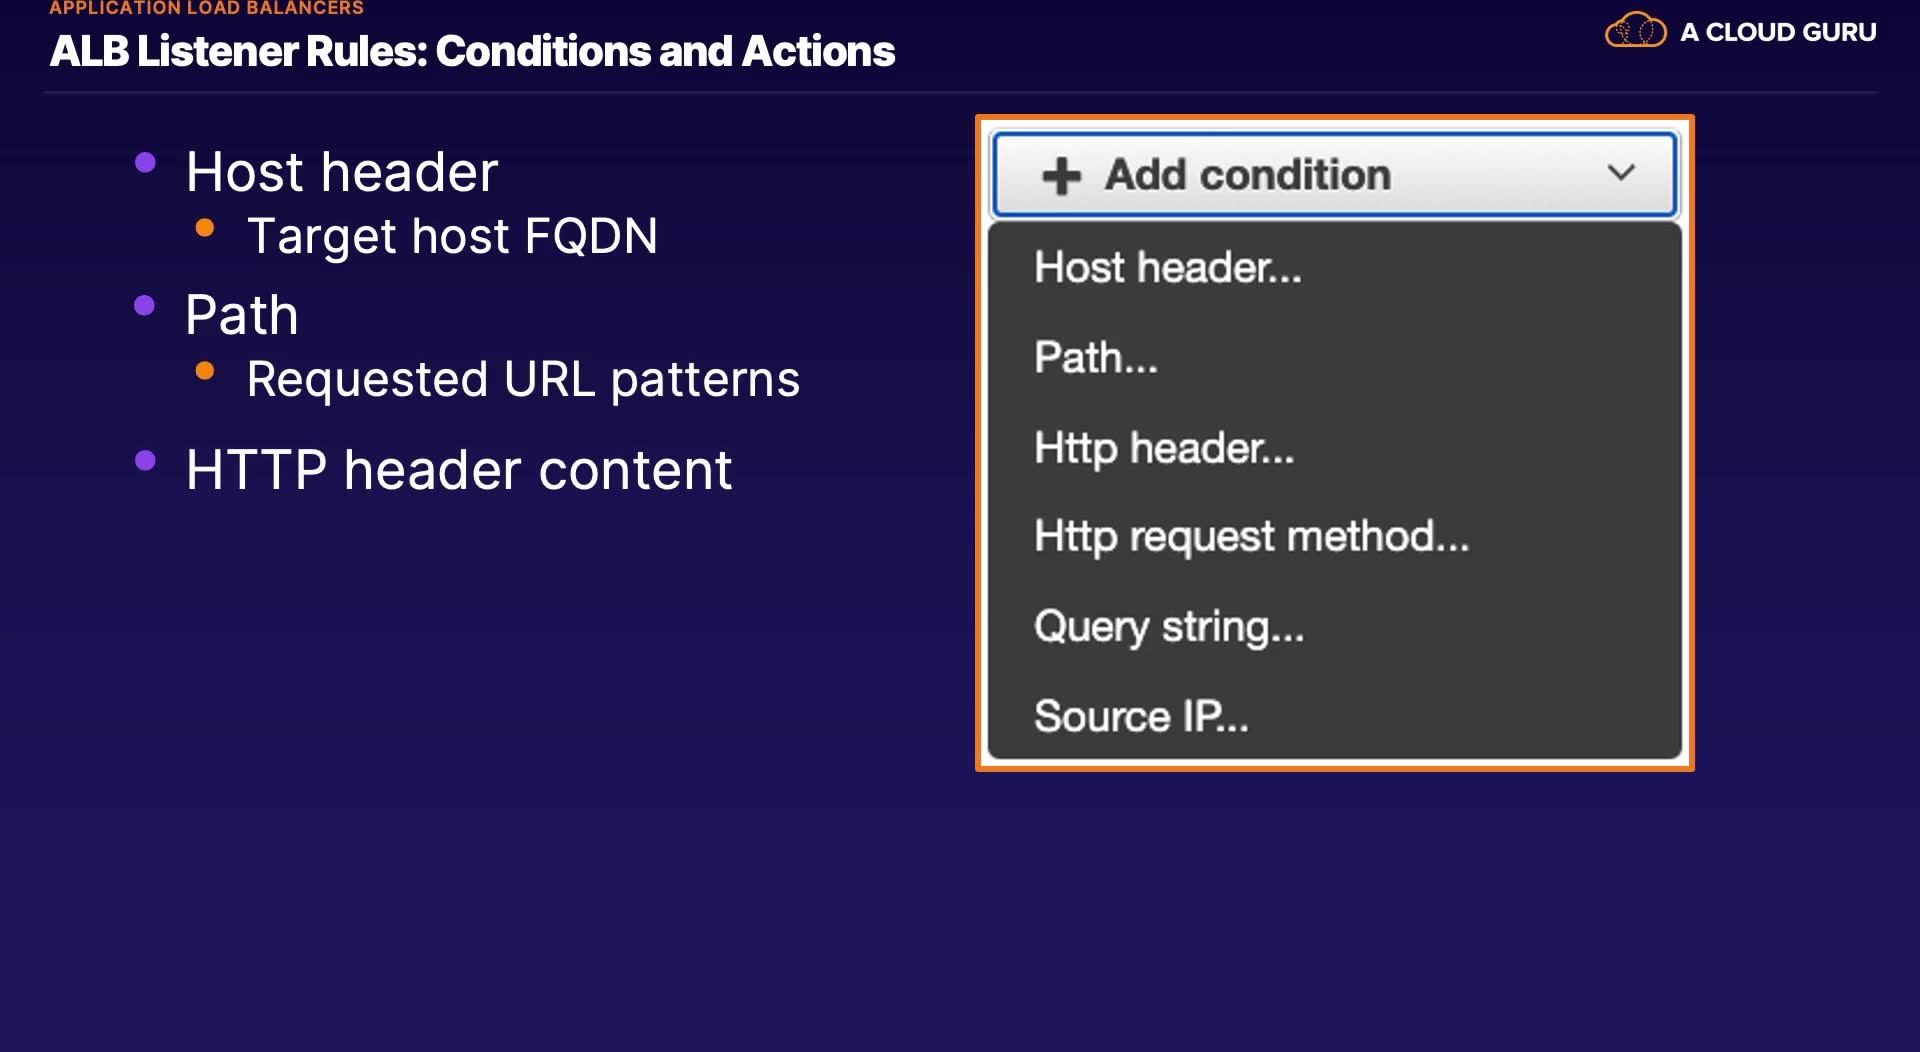 APPLICATION LOAD BALANCERS
ALB Listener Rules: Conditions and Actions
A CLOUD GURU
Host header
Target host FQDN
Path
Requested URL patterns
HTTP header content
Add condition
Host header...
Path...
Http header...
Http request method...
Query string...
Source IP...